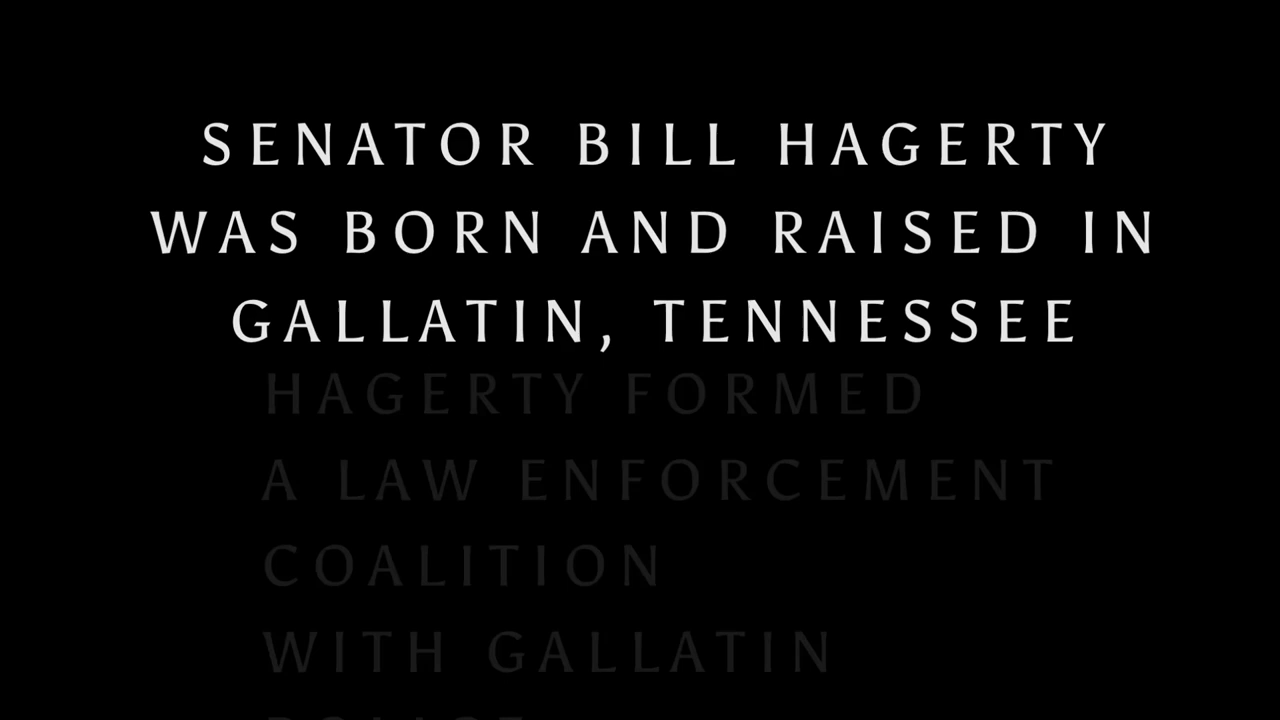 SENATOR BILL HAGERTY
WAS BORN AND RAISED IN
GALLATIN, TENNESSEE
HAGERTY FORMED
A LAW ENFORCEMENT
COALITION
WITH GALLATIN